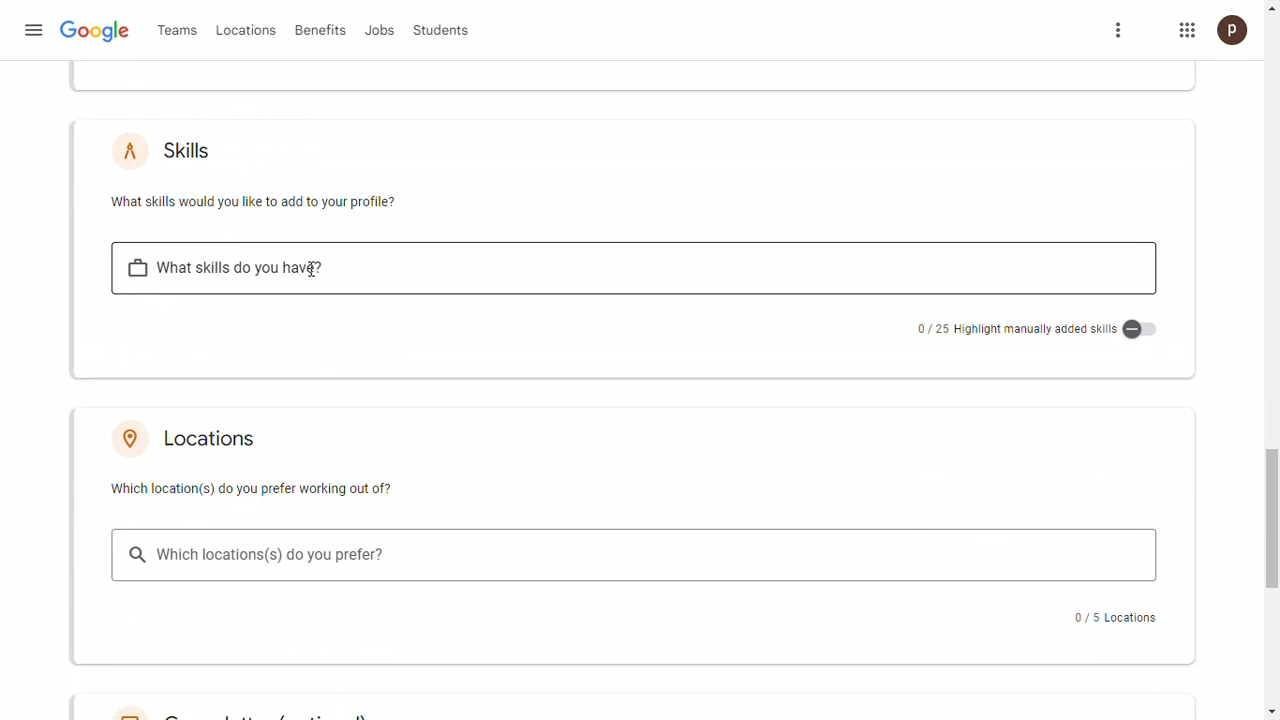 Google Teams Locations Benefits Jobs Students p
Skills
What skills would you like to add to your profile?
What skills do you have?
0 / 25 Highlight manually added skills
Locations
Which location(s) do you prefer working out of?
Which locations(s) do you prefer?
0 / 5 Locations